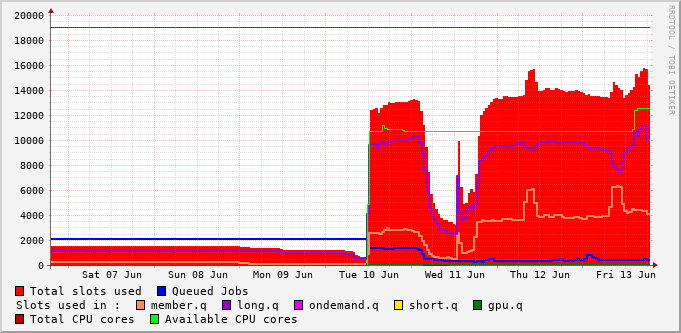 RRDTOOL / TOBI OETIKER
20000
18000
16000
14000
12000
10000
8000
6000
4000
2000
0
Sat 07 Jun Sun 08 Jun Mon 09 Jun Tue 10 Jun Wed 11 Jun Thu 12 Jun Fri 13 Jun
Total slots used Queued Jobs
Slots used in : member.q long.q ondemand.q short.q gpu.q
Total CPU cores Available CPU cores